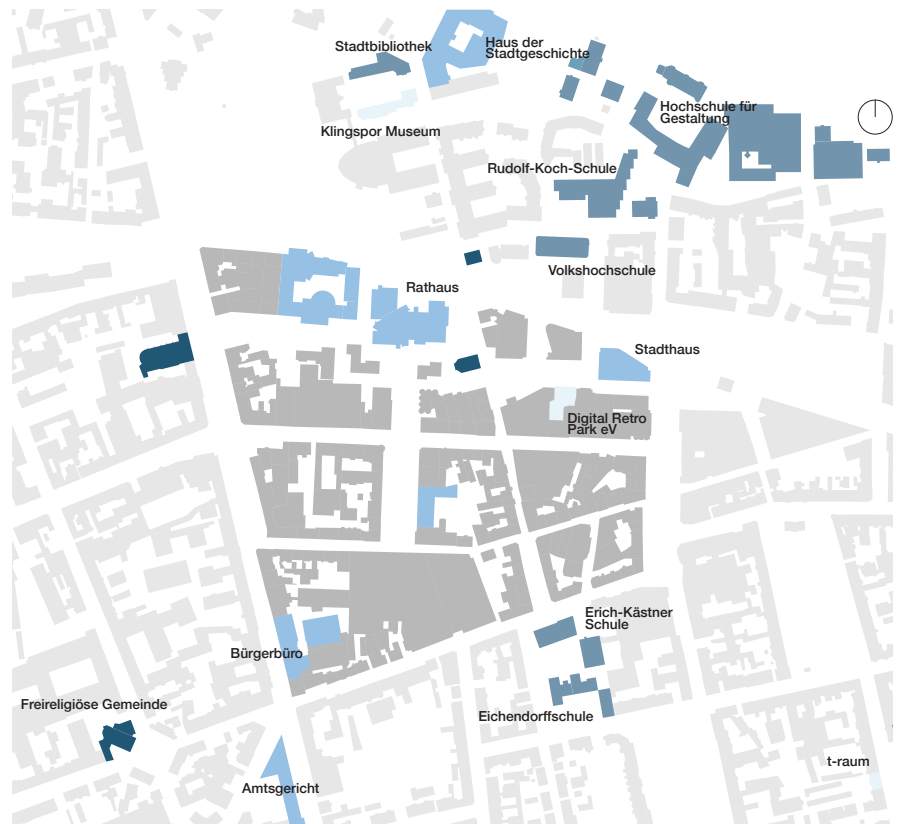 Stadtbibliothek
Haus der
Stadtgeschichte
Hochschule für
Gestaltung
Klingspor Museum
Rudolf-Koch-Schule
Volkshochschule
Rathaus
Stadthaus
Digital Retro
Park eV
Erich-Kästner
Schule
Bürgerbüro
Freireligiöse Gemeinde
Eichendorffschule
t-raum
Amtsgericht